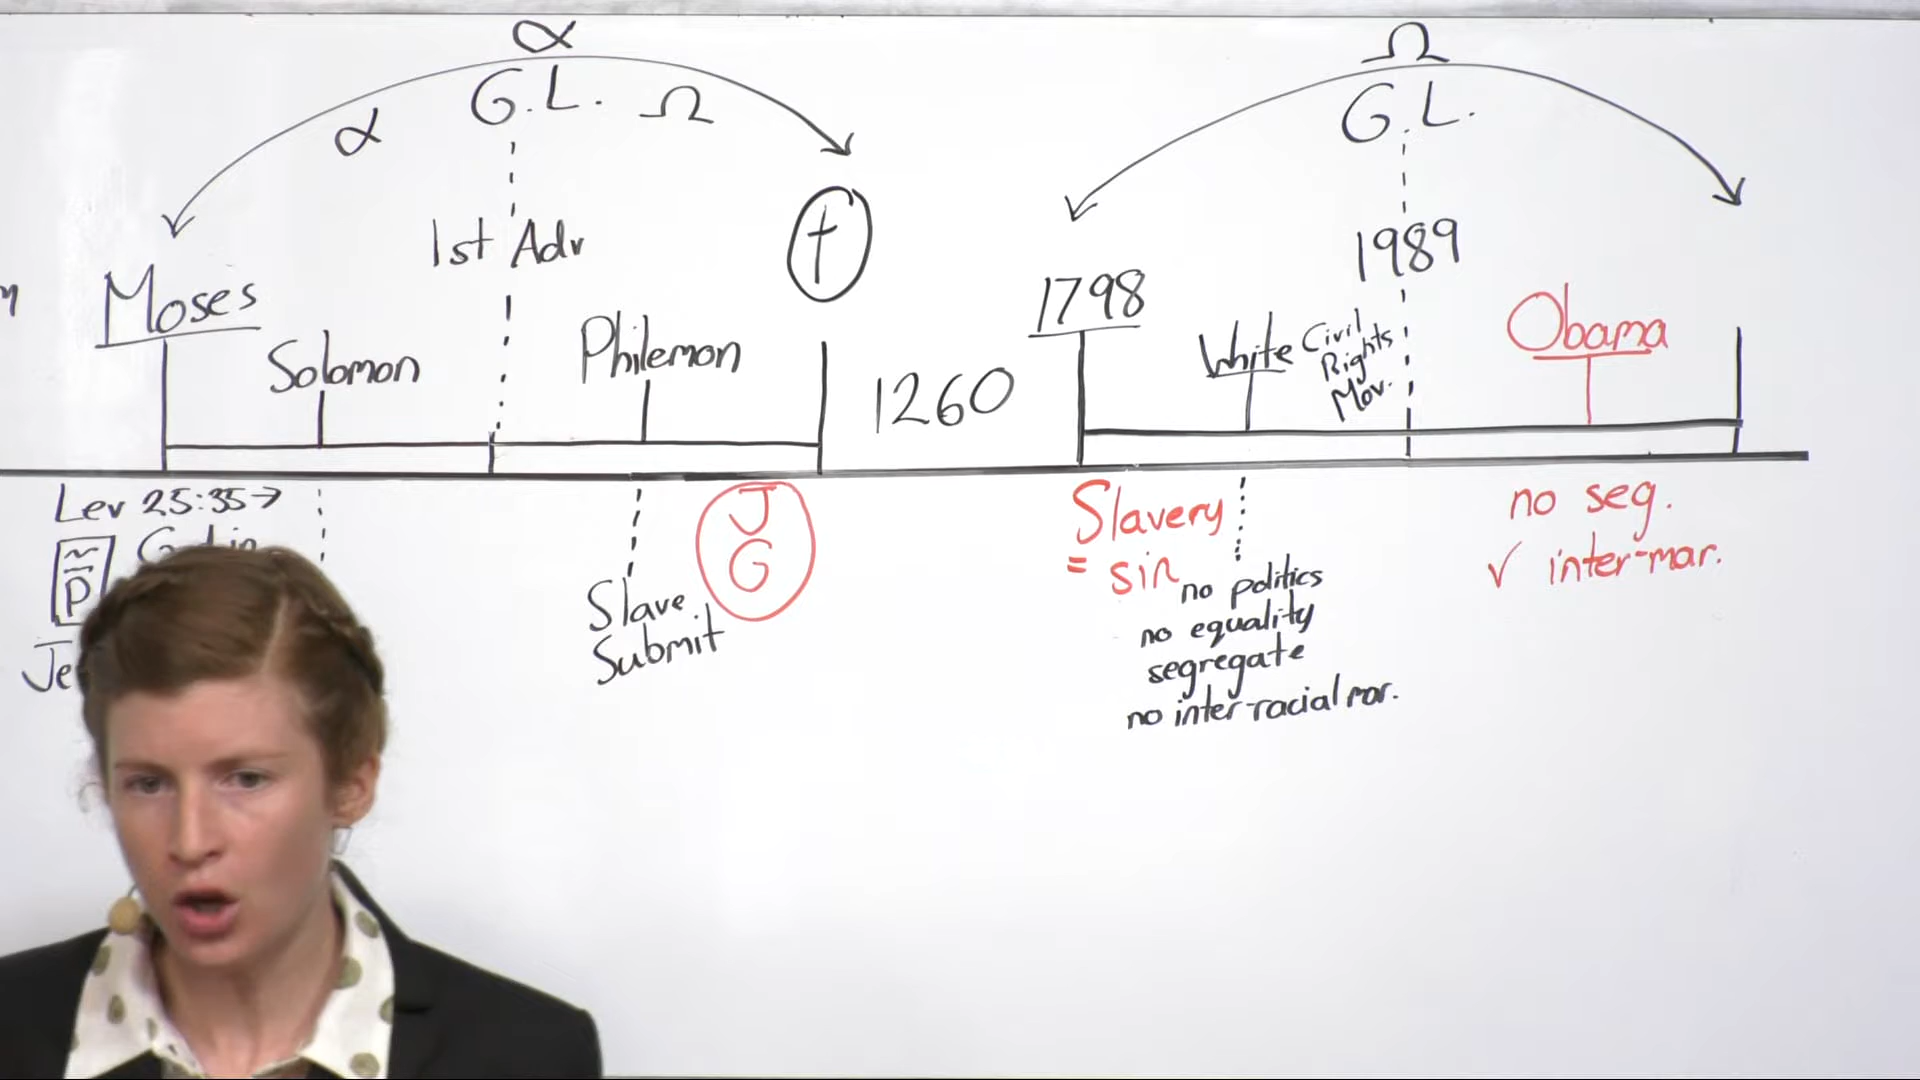 α
G.L.
α
Ω
1st Adv
Moses
Solomon
Philemon
1260
Lev 25:35→
P
Je
Slave
Submit
J
G
Ω
G.L.
1989
1798
White
Civil
Rights
Mov.
Obama
Slavery
= sin
no politics
no equality
segregate
no inter-racial mar.
no seg.
✓ inter-mar.